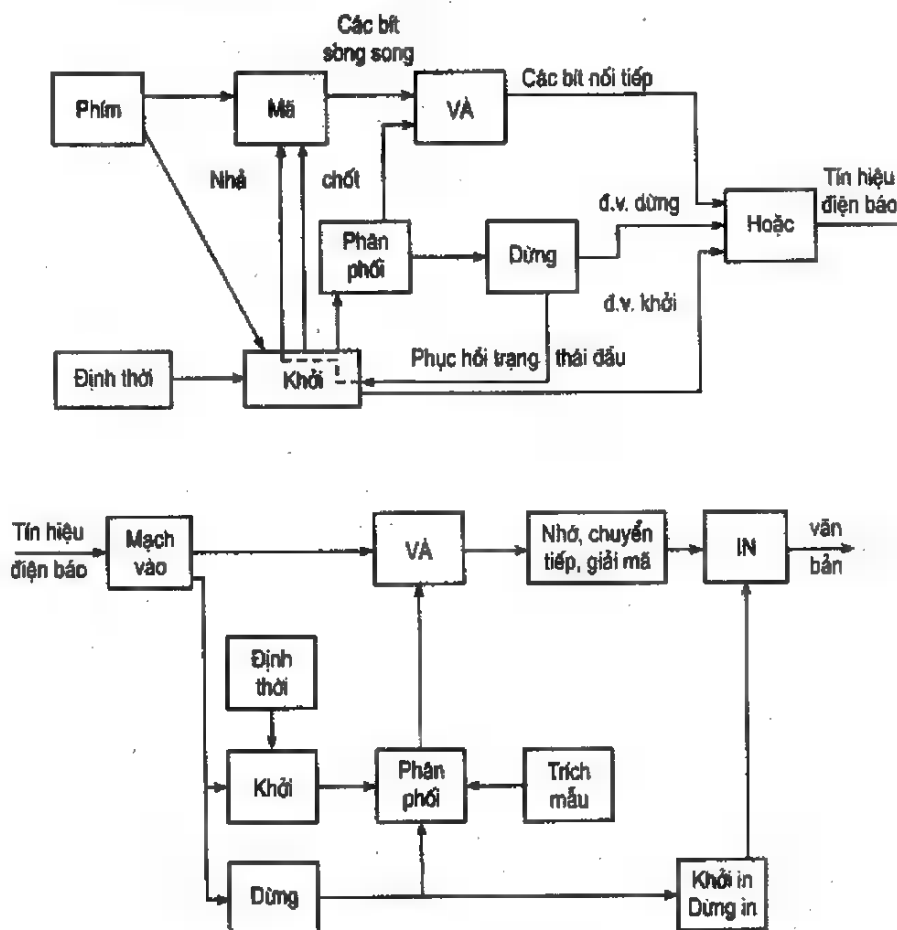 Các bít
sòng song
Phím
Mã
VÀ
Các bít nối tiếp
Nhả
chốt
Tín hiệu
điện báo
đ.v. dừng
Hoặc
Phân
phối
Dừng
đ.v. khởi
Phục hồi trạng thái đầu
Định thời
Khởi
Tín hiệu
điện báo
Mạch
vào
VÀ
Nhớ, chuyển
tiếp, giải mã
IN
văn
bản
Định
thời
Khởi
Phân
phối
Trích
mẫu
Dừng
Khởi in
Dừng in